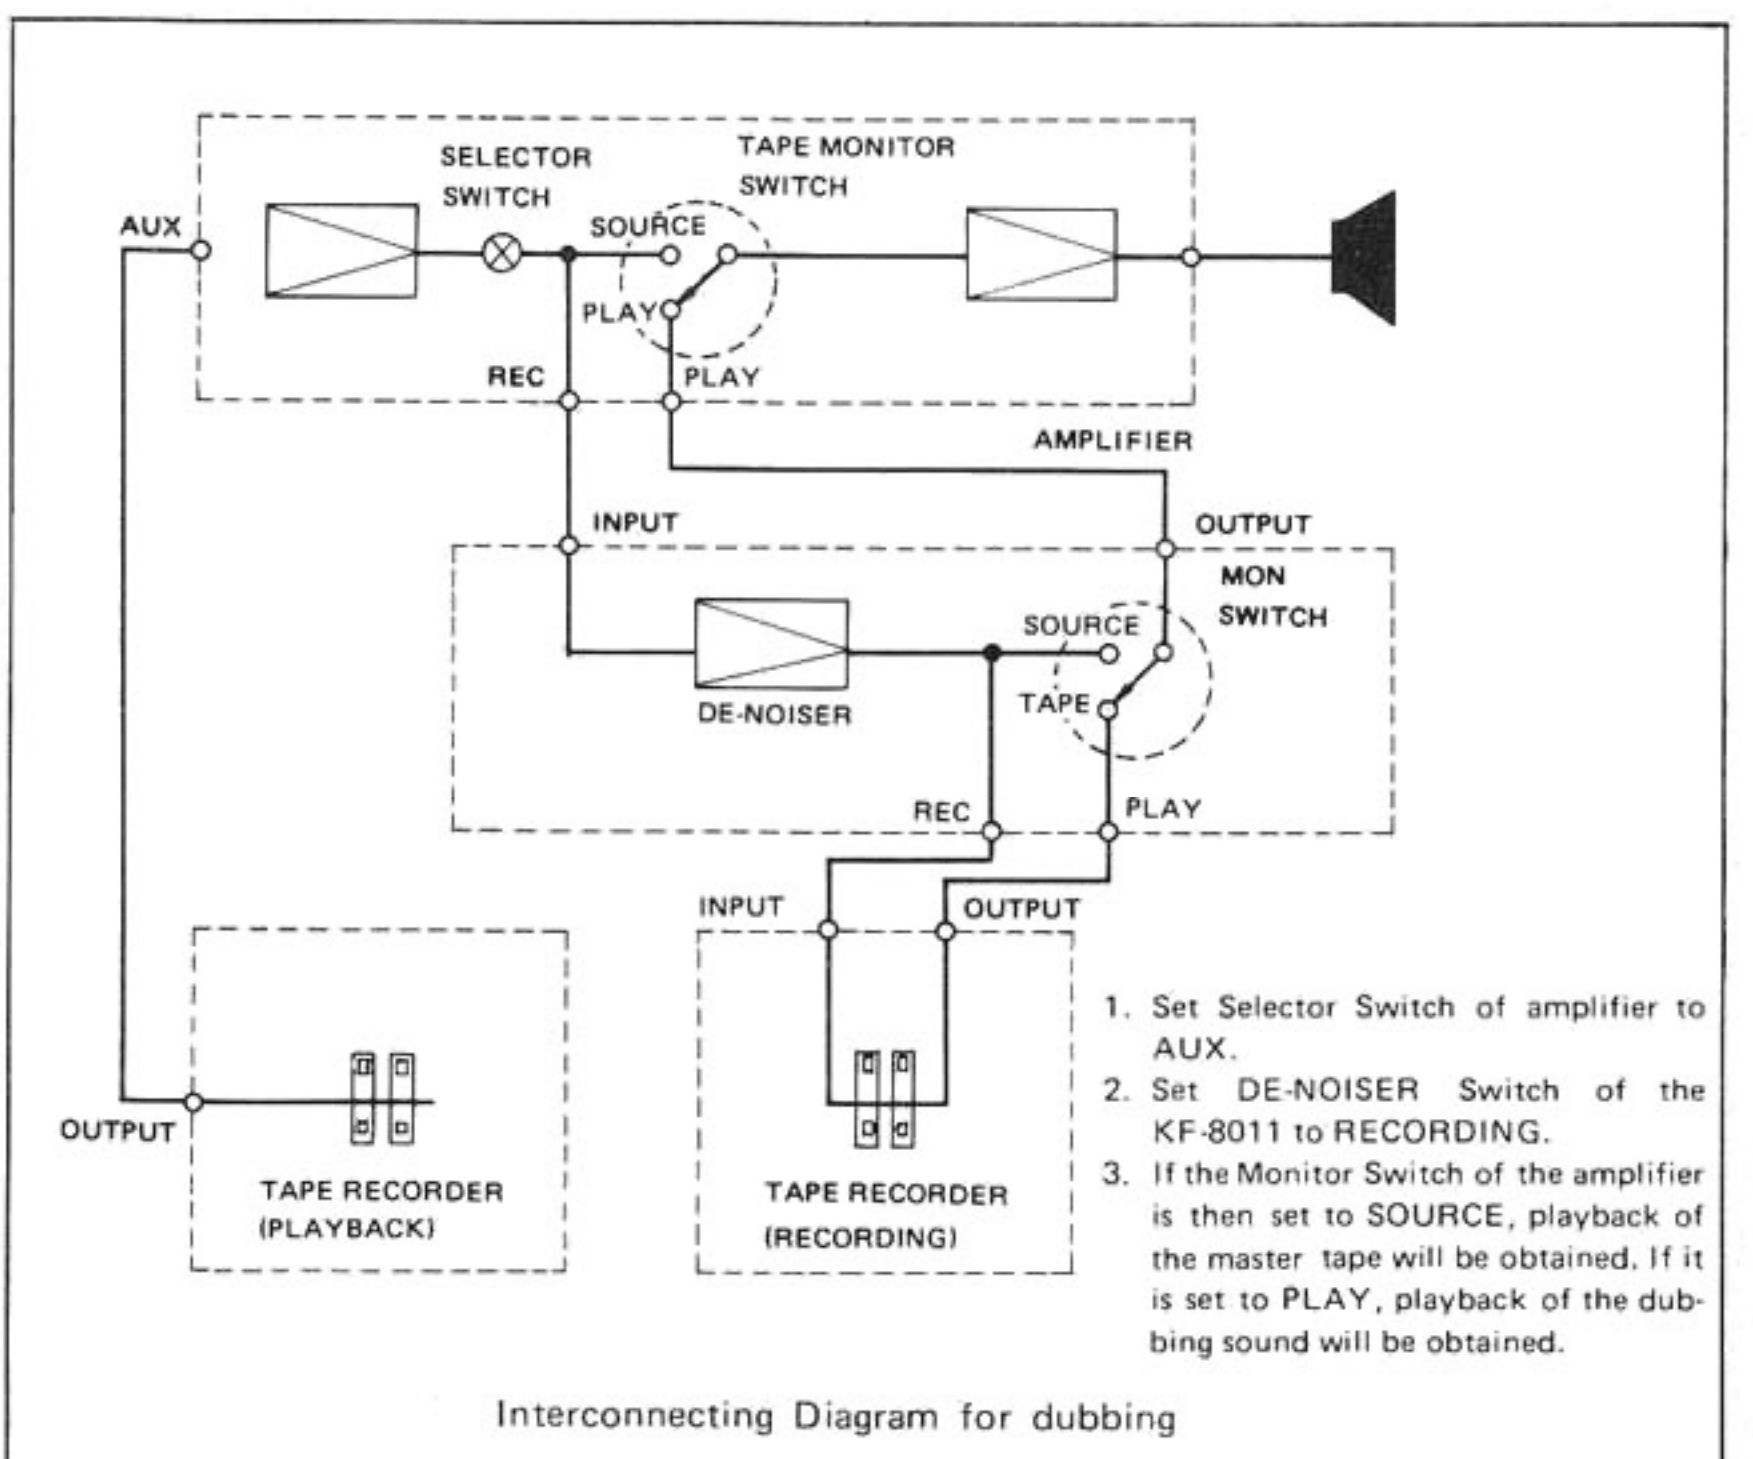 SELECTOR
SWITCH
TAPE MONITOR
SWITCH
AUX
SOURCE
PLAY
REC
PLAY
AMPLIFIER
INPUT
OUTPUT
MON
SWITCH
SOURCE
TAPE
DE-NOISER
REC
PLAY
INPUT
OUTPUT
OUTPUT
TAPE RECORDER
(PLAYBACK)
TAPE RECORDER
(RECORDING)
1. Set Selector Switch of amplifier to
AUX.
2. Set DE-NOISER Switch of the
KF-8011 to RECORDING.
3. If the Monitor Switch of the amplifier
is then set to SOURCE, playback of
the master tape will be obtained. If it
is set to PLAY, playback of the dub-
bing sound will be obtained.
Interconnecting Diagram for dubbing